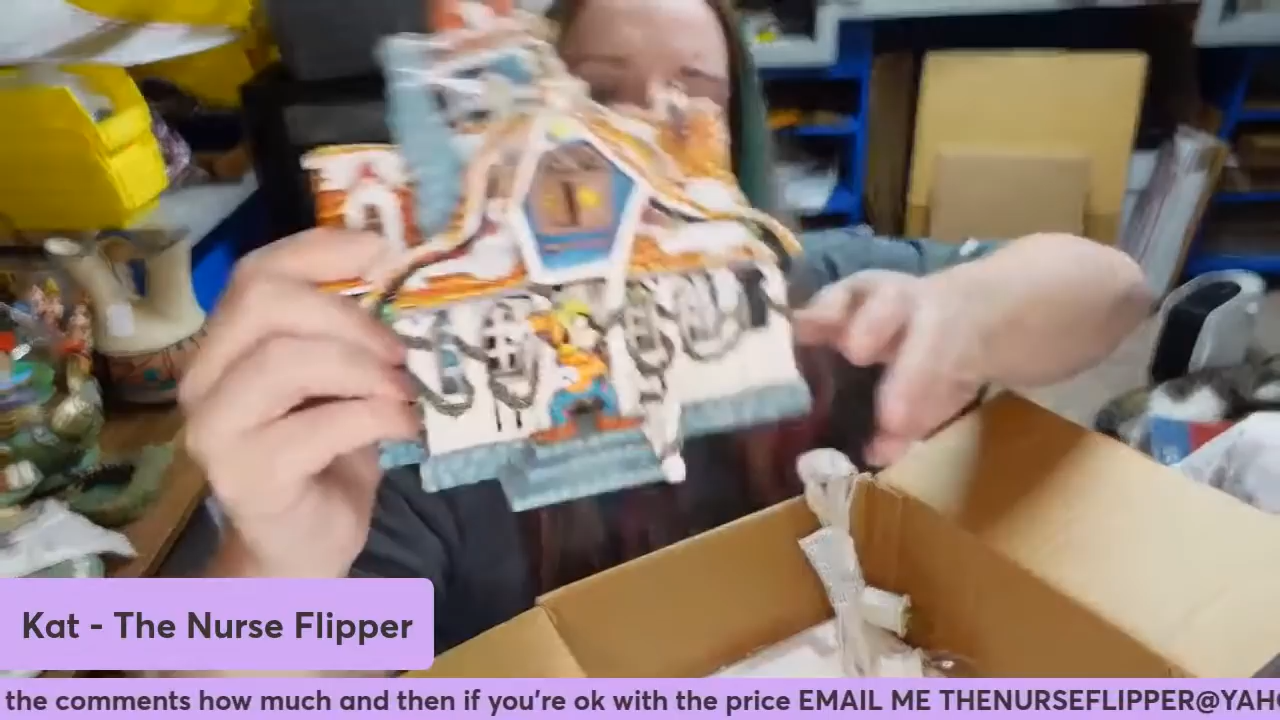 Kat - The Nurse Flipper
the comments how much and then if you're ok with the price EMAIL ME THENURSEFLIPPER@YAH